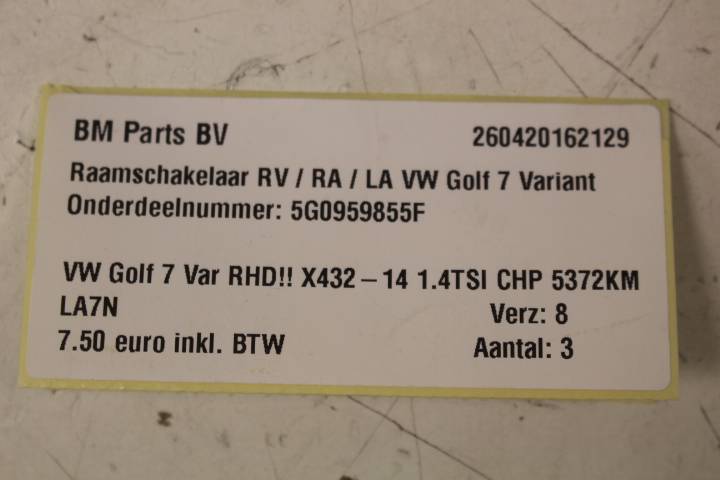 BM Parts BV 260420162129
Raamschakelaar RV / RA / LA VW Golf 7 Variant
Onderdeelnummer: 5G0959855F
VW Golf 7 Var RHD!! X432 – 14 1.4TSI CHP 5372KM
LA7N Verz: 8
7.50 euro inkl. BTW Aantal: 3